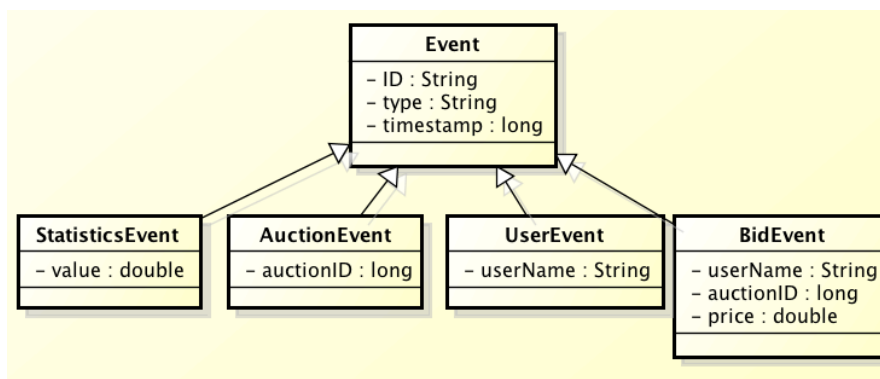 Event
- ID : String
- type : String
- timestamp : long
StatisticsEvent
- value : double
AuctionEvent
- auctionID : long
UserEvent
- userName : String
BidEvent
- userName : String
- auctionID : long
- price : double